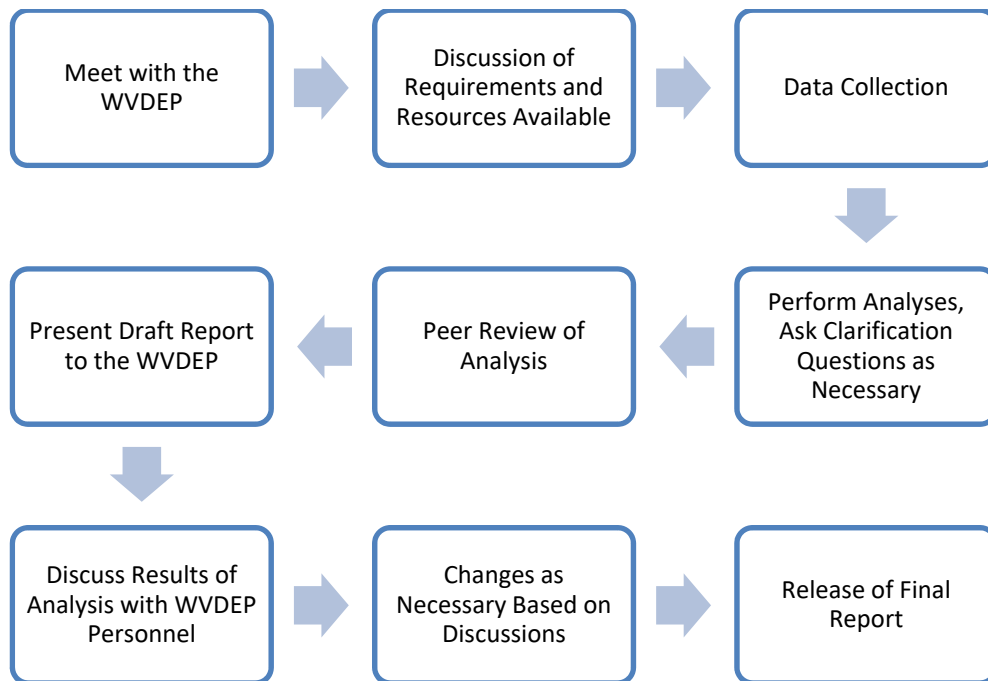 Meet with the
WVDEP
Discussion of
Requirements and
Resources Available
Data Collection
Perform Analyses,
Ask Clarification
Questions as
Necessary
Peer Review of
Analysis
Present Draft Report
to the WVDEP
Discuss Results of
Analysis with WVDEP
Personnel
Changes as
Necessary Based on
Discussions
Release of Final
Report